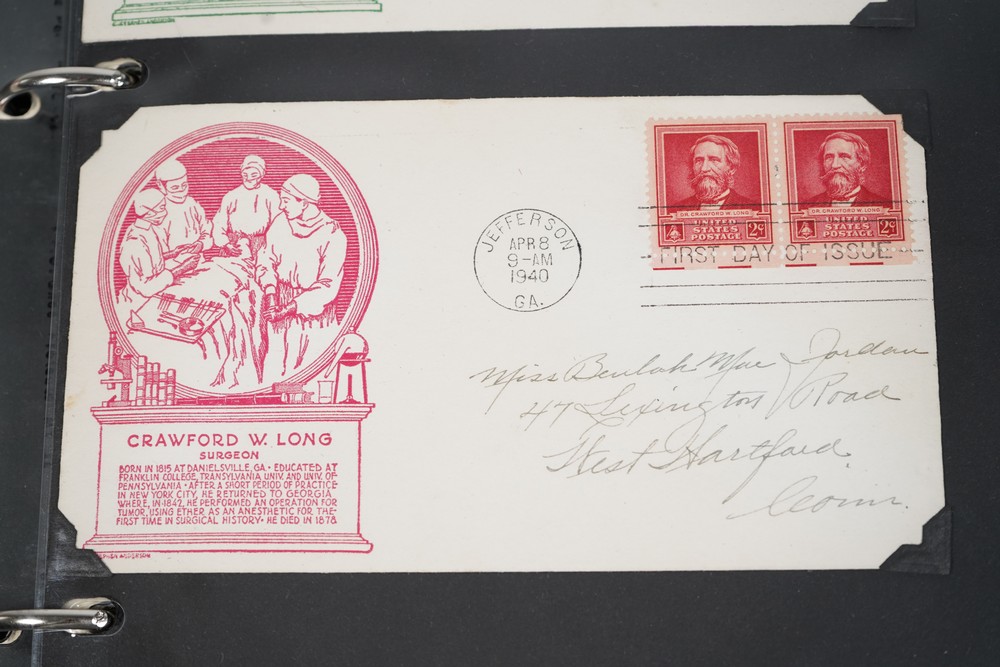 CRAWFORD W. LONG
SURGEON
BORN IN 1815 AT DANIELSVILLE, GA • EDUCATED AT
FRANKLIN COLLEGE, TRANSYLVANIA UNIV. AND UNIV. OF
PENNSYLVANIA • AFTER A SHORT PERIOD OF PRACTICE
IN NEW YORK CITY, HE RETURNED TO GEORGIA
WHERE, IN 1842, HE PERFORMED AN OPERATION FOR
TUMOR, USING ETHER AS AN ANESTHETIC FOR THE
FIRST TIME IN SURGICAL HISTORY • HE DIED IN 1878
ANDERSON
JEFFERSON
APR 8
9-AM
1940
GA.
DR. CRAWFORD W. LONG
UNITED
STATES
POSTAGE 2¢
DR. CRAWFORD W. LONG
UNITED
STATES
POSTAGE 2¢
FIRST DAY OF ISSUE
Miss Beulah Mae Jordan
47 Lexington Road
West Hartford
Conn.